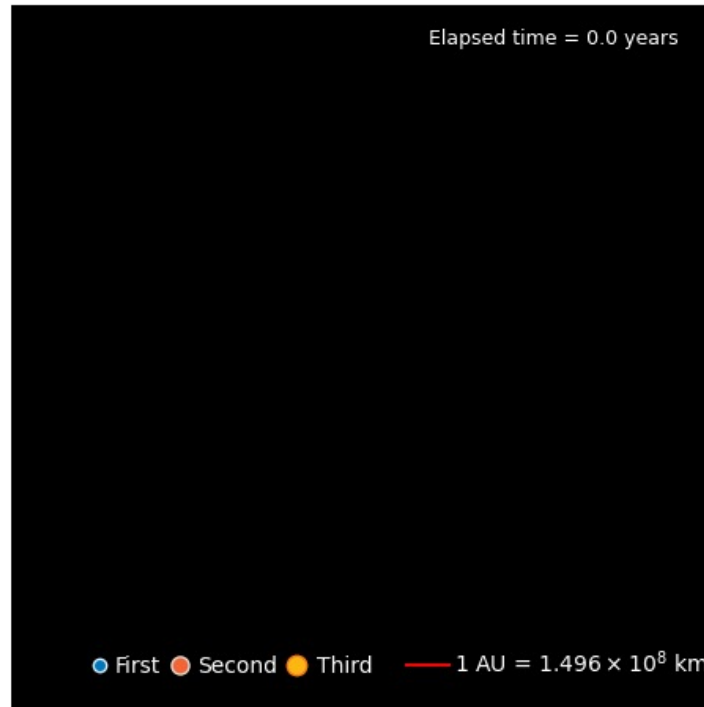 Elapsed time = 0.0 years
First Second Third 1 AU = 1.496 × 10⁸ km